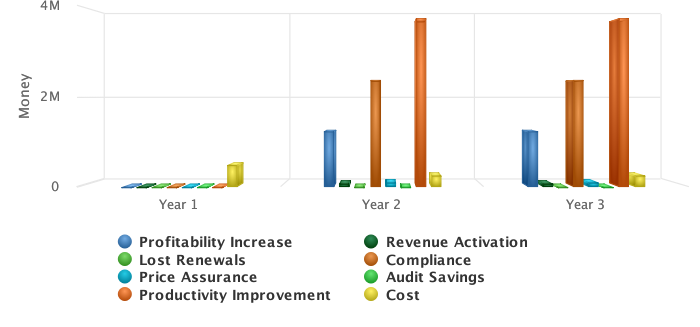 4M
2M
0
Money
Year 1 Year 2 Year 3
Profitability Increase Revenue Activation
Lost Renewals Compliance
Price Assurance Audit Savings
Productivity Improvement Cost